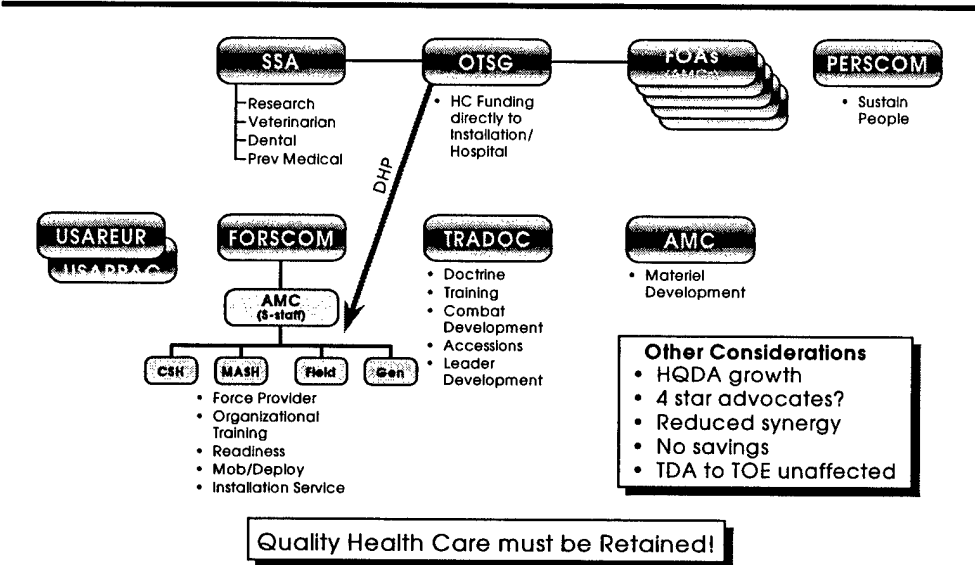 SSA
OTSG
FOAs
PERSCOM
Research
Veterinarian
Dental
Prev Medical
• HC Funding
directly to
Installation/
Hospital
• Sustain
People
DHP
USAREUR
FORSCOM
TRADOC
AMC
AMC
(S-staff)
CSH
MASH
Field
Gen
• Force Provider
• Organizational
Training
• Readiness
• Mob/Deploy
• Installation Service
• Doctrine
• Training
• Combat
Development
• Accessions
• Leader
Development
• Materiel
Development
Other Considerations
• HQDA growth
• 4 star advocates?
• Reduced synergy
• No savings
• TDA to TOE unaffected
Quality Health Care must be Retained!